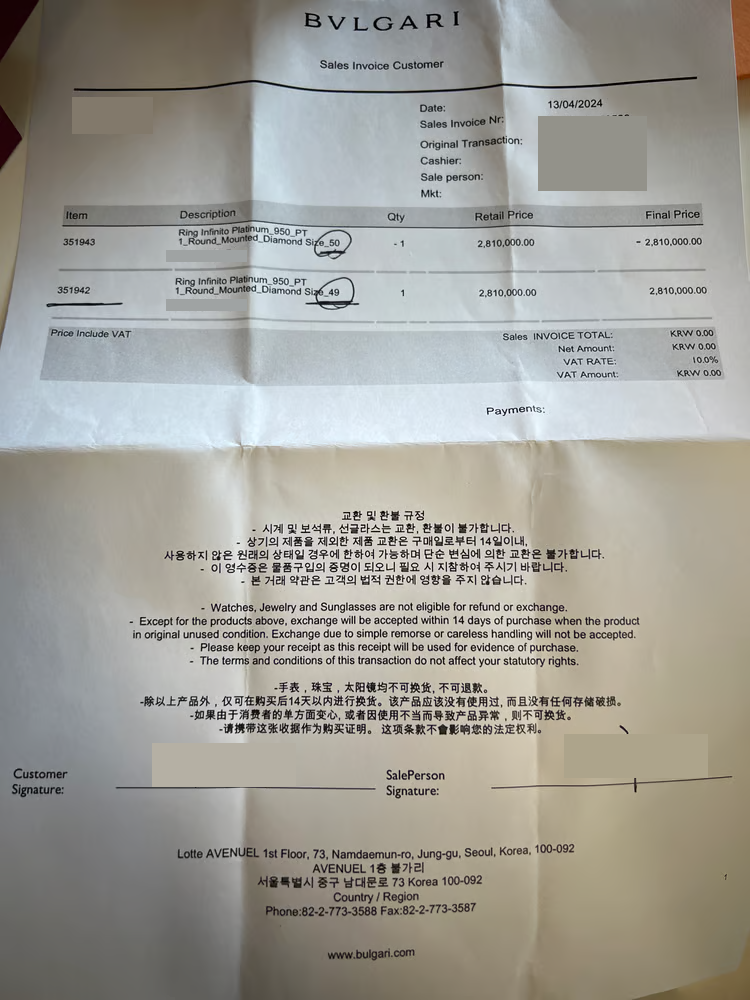 BVLGARI
Sales Invoice Customer
Date: 13/04/2024
Sales Invoice Nr:
Original Transaction:
Cashier:
Sale person:
Mkt:
Item Description Qty Retail Price Final Price
351943 Ring Infinito Platinum_950_PT - 1 2,810,000.00 - 2,810,000.00
1_Round_Mounted_Diamond Size_50
351942 Ring Infinito Platinum_950_PT 1 2,810,000.00 2,810,000.00
1_Round_Mounted_Diamond Size_49
Price Include VAT
Sales INVOICE TOTAL: KRW 0.00
Net Amount: KRW 0.00
VAT RATE: 10.0%
VAT Amount: KRW 0.00
Payments:
교환 및 환불 규정
- 시계 및 보석류, 선글라스는 교환, 환불이 불가합니다.
- 상기의 제품을 제외한 제품 교환은 구매일로부터 14일이내,
사용하지 않은 원래의 상태일 경우에 한하여 가능하며 단순 변심에 의한 교환은 불가합니다.
- 이 영수증은 물품구입의 증명이 되오니 필요 시 지참하여 주시기 바랍니다.
- 본 거래 약관은 고객의 법적 권한에 영향을 주지 않습니다.
- Watches, Jewelry and Sunglasses are not eligible for refund or exchange.
- Except for the products above, exchange will be accepted within 14 days of purchase when the product
in original unused condition. Exchange due to simple remorse or careless handling will not be accepted.
- Please keep your receipt as this receipt will be used for evidence of purchase.
- The terms and conditions of this transaction do not affect your statutory rights.
-手表，珠宝，太阳镜均不可换货, 不可退款。
-除以上产品外，仅可在购买后14天以内进行换货。该产品应该没有使用过, 而且没有任何存储破损。
-如果由于消费者的单方面变心, 或者因使用不当而导致产品异常，则不可换货。
-请携带这张收据作为购买证明。 这项条款不會影响您的法定权利。
Customer
Signature:
SalePerson
Signature:
Lotte AVENUEL 1st Floor, 73, Namdaemun-ro, Jung-gu, Seoul, Korea, 100-092
AVENUEL 1층 불가리
서울특별시 중구 남대문로 73 Korea 100-092
Country / Region
Phone:82-2-773-3588 Fax:82-2-773-3587
www.bulgari.com